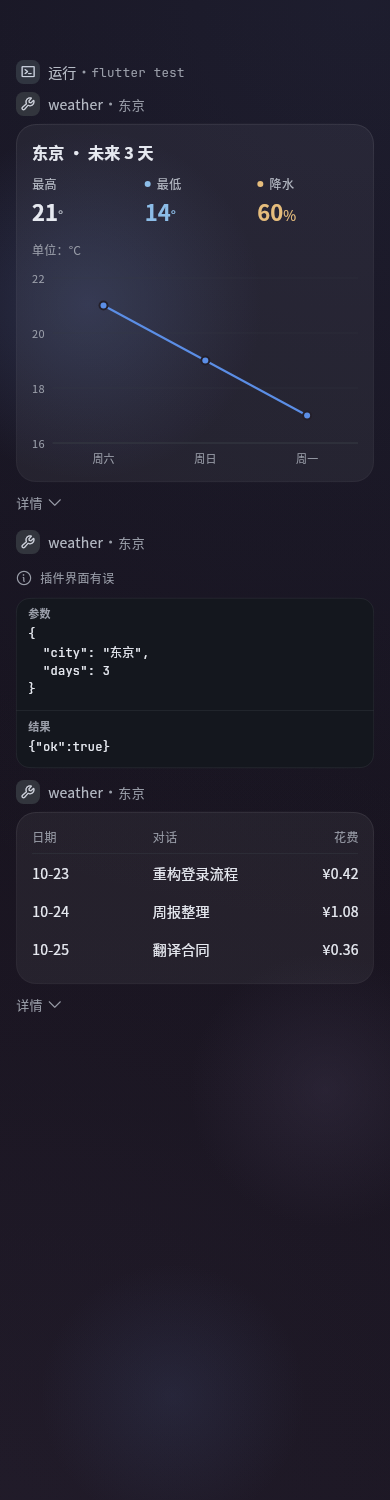 运行 · flutter test
weather · 东京
东京 · 未来 3 天
最高 最低 降水
21° 14° 60%
单位: °C
22
20
18
16
周六 周日 周一
详情
weather · 东京
插件界面有误
参数
{
  "city": "东京",
  "days": 3
}
结果
{"ok":true}
weather · 东京
日期 对话 花费
10-23 重构登录流程 ¥0.42
10-24 周报整理 ¥1.08
10-25 翻译合同 ¥0.36
详情